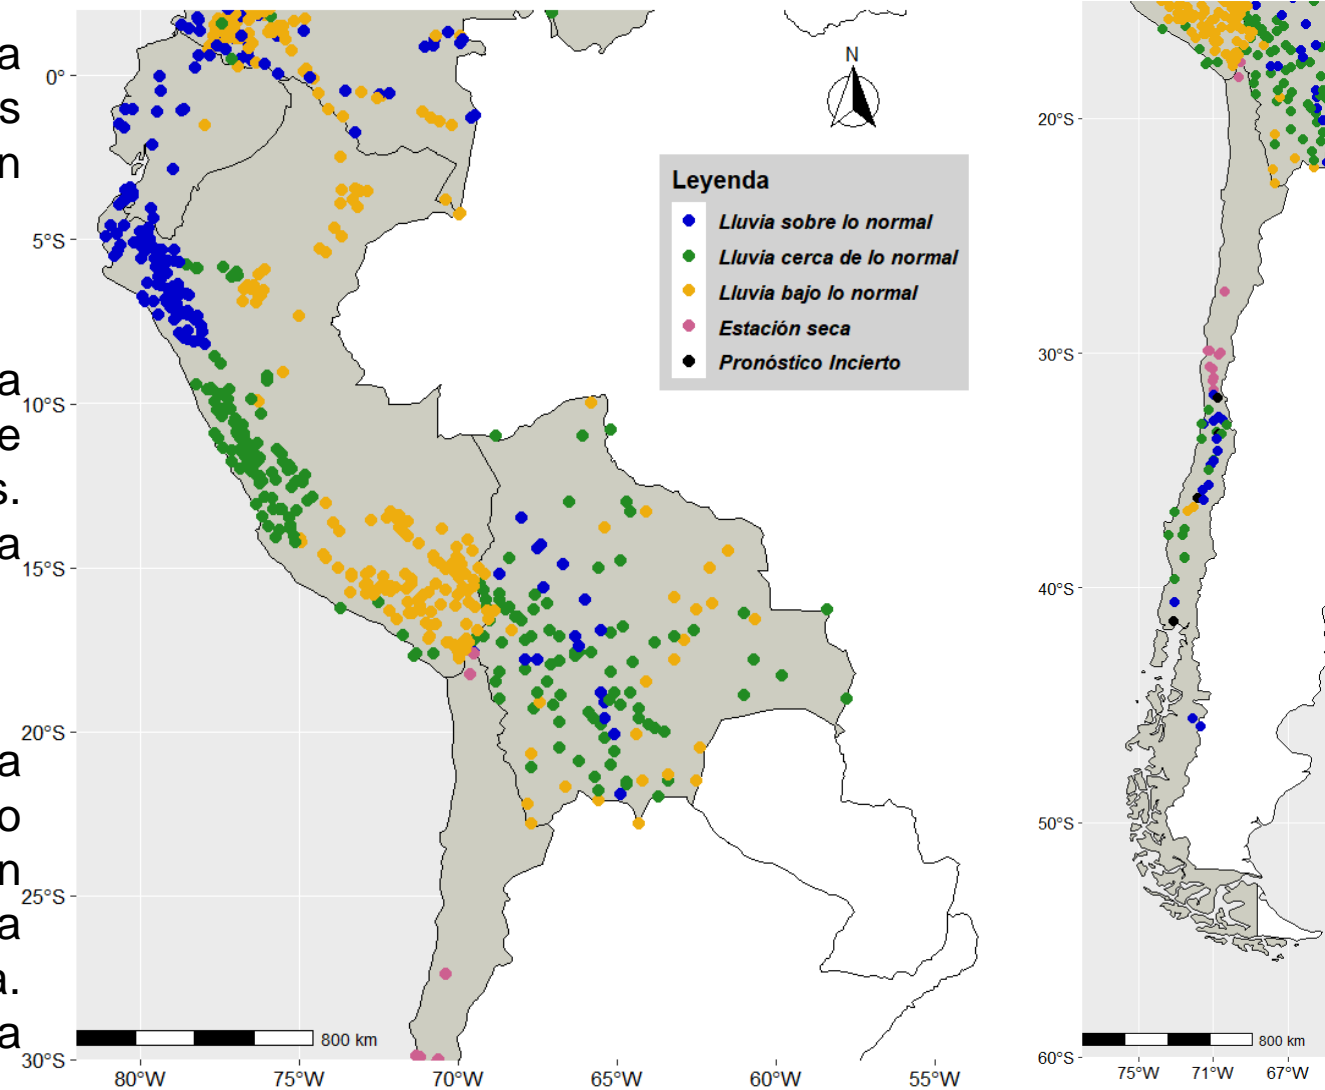 a
s
n
a
e
s.
a
a
o
n
a
a.
a
0°
5°S
10°S
15°S
20°S
25°S
30°S
80°W 75°W 70°W 65°W 60°W 55°W
800 km
N
Leyenda
Lluvia sobre lo normal
Lluvia cerca de lo normal
Lluvia bajo lo normal
Estación seca
Pronóstico Incierto
20°S
30°S
40°S
50°S
60°S
75°W 71°W 67°W
800 km